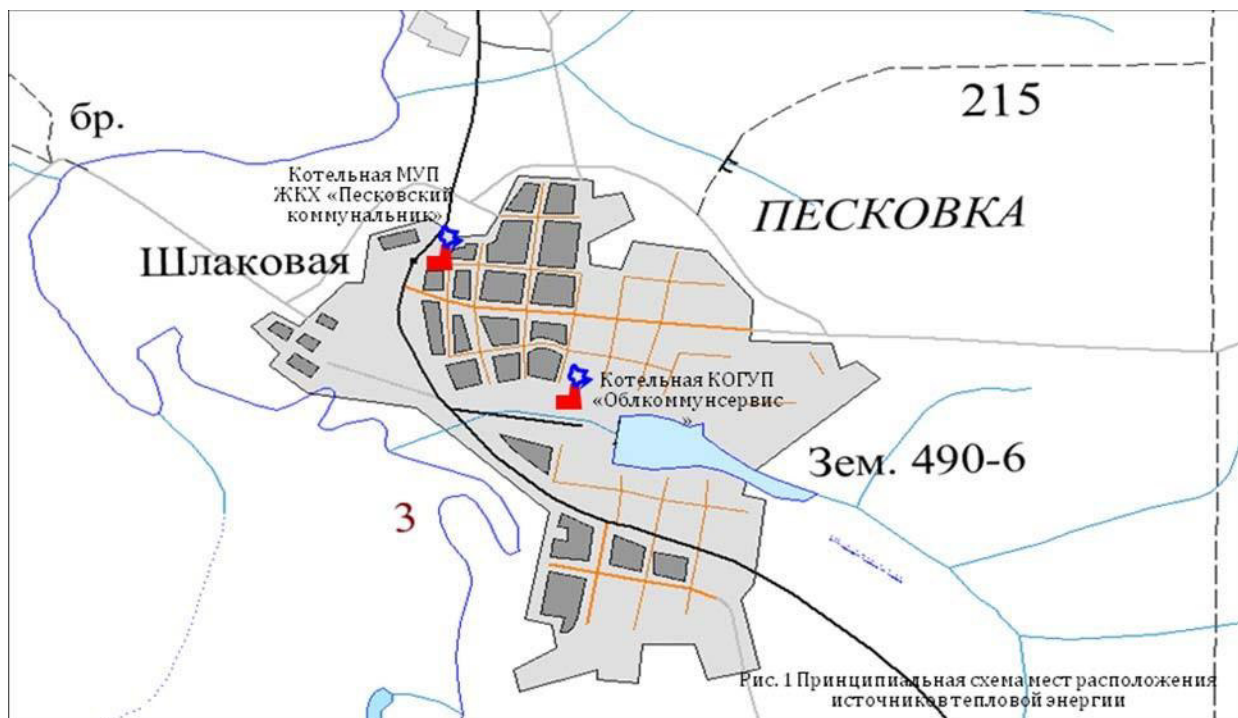 215
бр.
Котельная МУП
ЖКХ «Песковский
коммунальник»
ПЕСКОВКА
Шлаковая
Котельная КОГУП
«Облкоммунсервис
»
Зем. 490-6
3
Рис. 1 Принципиальная схема мест расположения
источников тепловой энергии